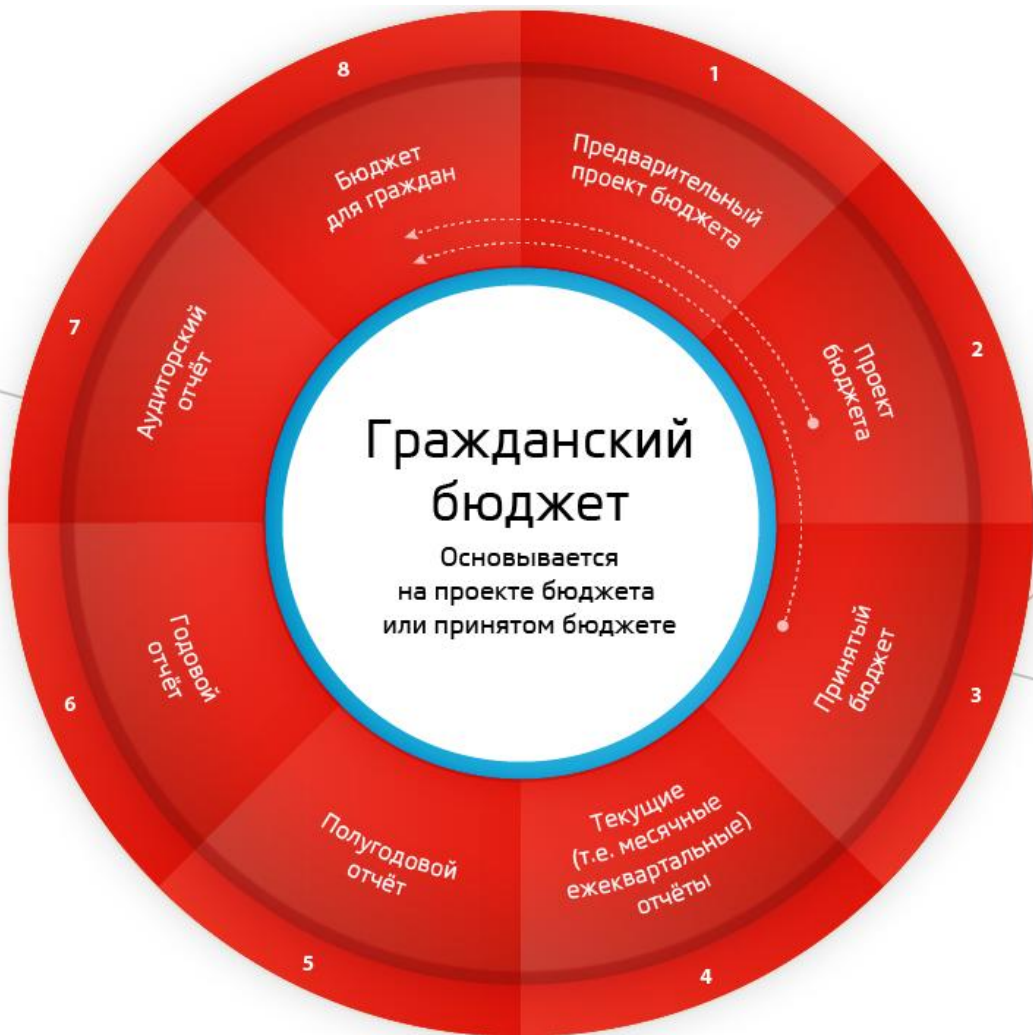 Гражданский
бюджет
Основывается
на проекте бюджета
или принятом бюджете
1
Предварительный
проект бюджета
2
Проект
бюджета
3
Принятый
бюджет
4
Текущие
(т.е. месячные
ежеквартальные)
отчёты
5
Полугодовой
отчёт
6
Годовой
отчёт
7
Аудиторский
отчёт
8
Бюджет
для граждан